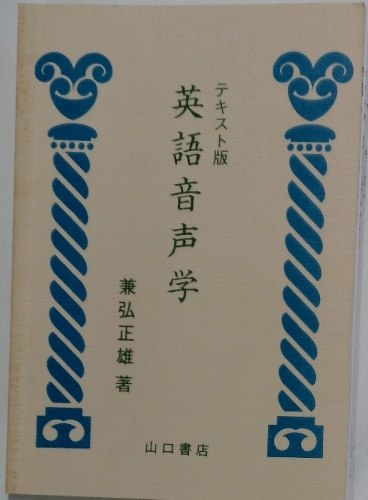 テキスト版
英語音声学
兼弘正雄 著
山口書店